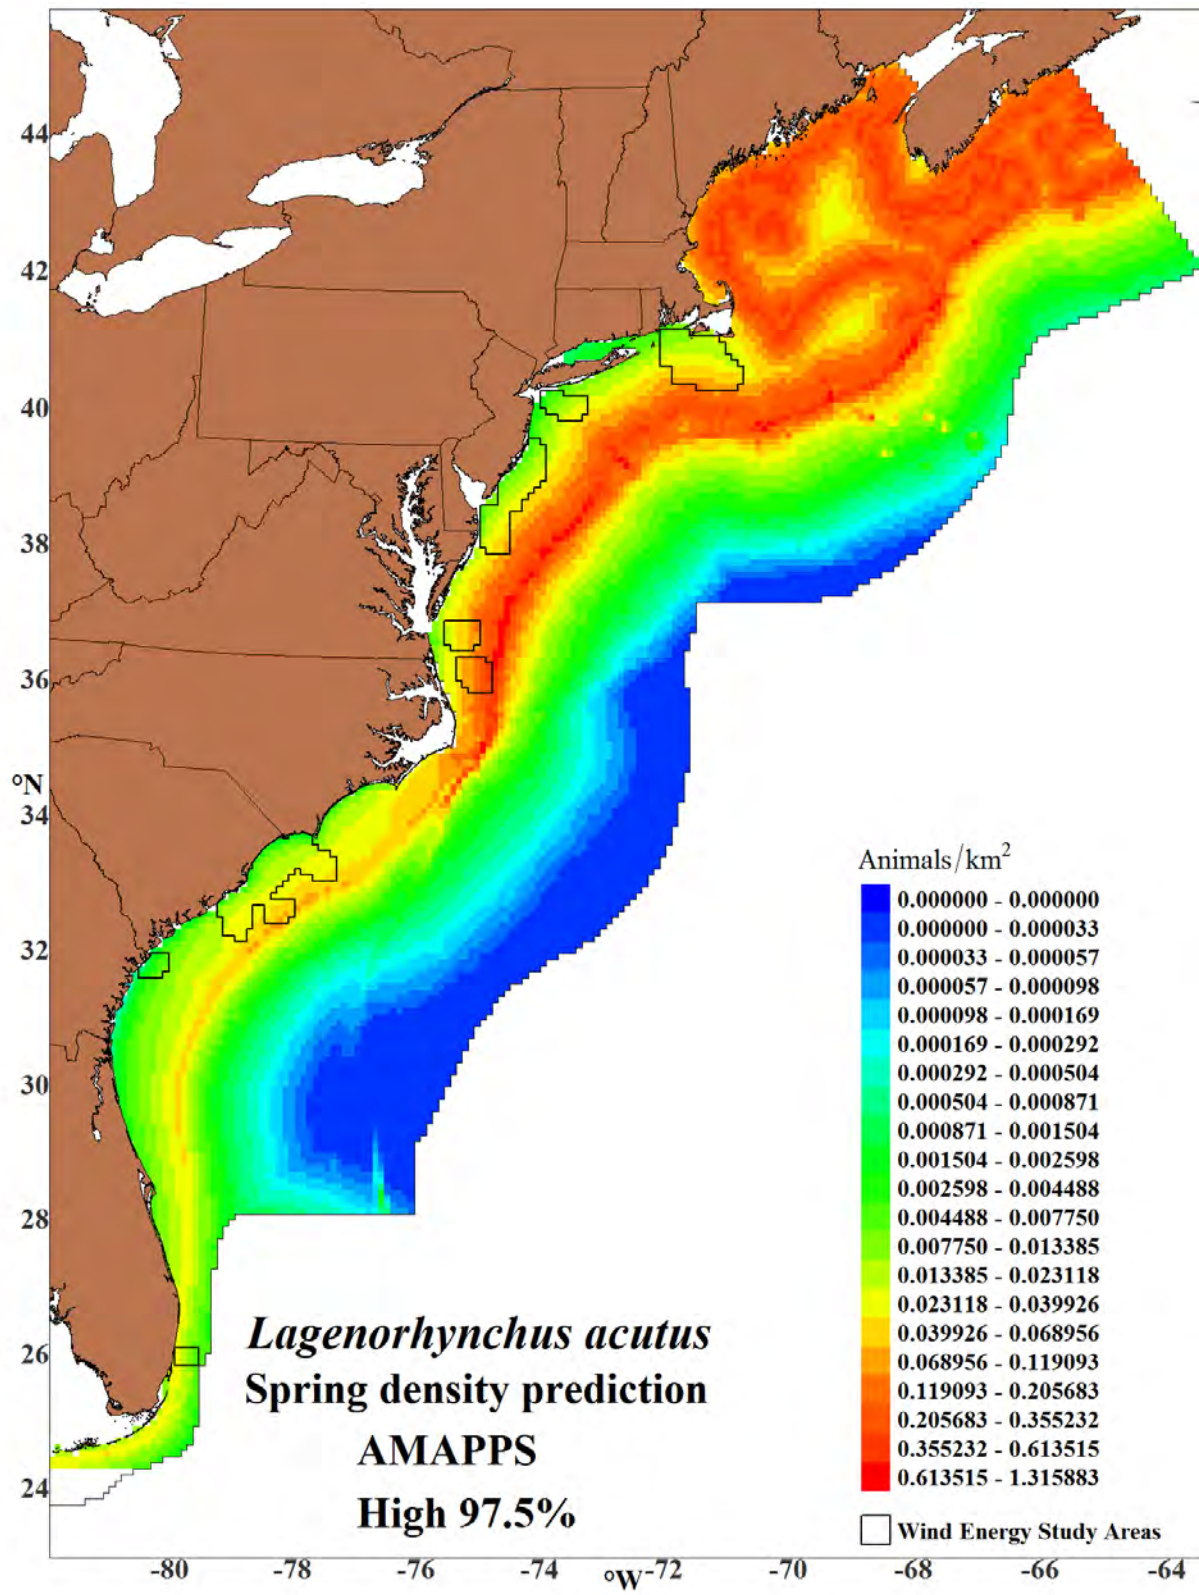 44
42
40
38
36
°N
34
32
30
28
26
24
Animals/km²
0.000000 - 0.000000
0.000000 - 0.000033
0.000033 - 0.000057
0.000057 - 0.000098
0.000098 - 0.000169
0.000169 - 0.000292
0.000292 - 0.000504
0.000504 - 0.000871
0.000871 - 0.001504
0.001504 - 0.002598
0.002598 - 0.004488
0.004488 - 0.007750
0.007750 - 0.013385
0.013385 - 0.023118
0.023118 - 0.039926
0.039926 - 0.068956
0.068956 - 0.119093
0.119093 - 0.205683
0.205683 - 0.355232
0.355232 - 0.613515
0.613515 - 1.315883
Wind Energy Study Areas
Lagenorhynchus acutus
Spring density prediction
AMAPPS
High 97.5%
-80 -78 -76 -74 °W -72 -70 -68 -66 -64